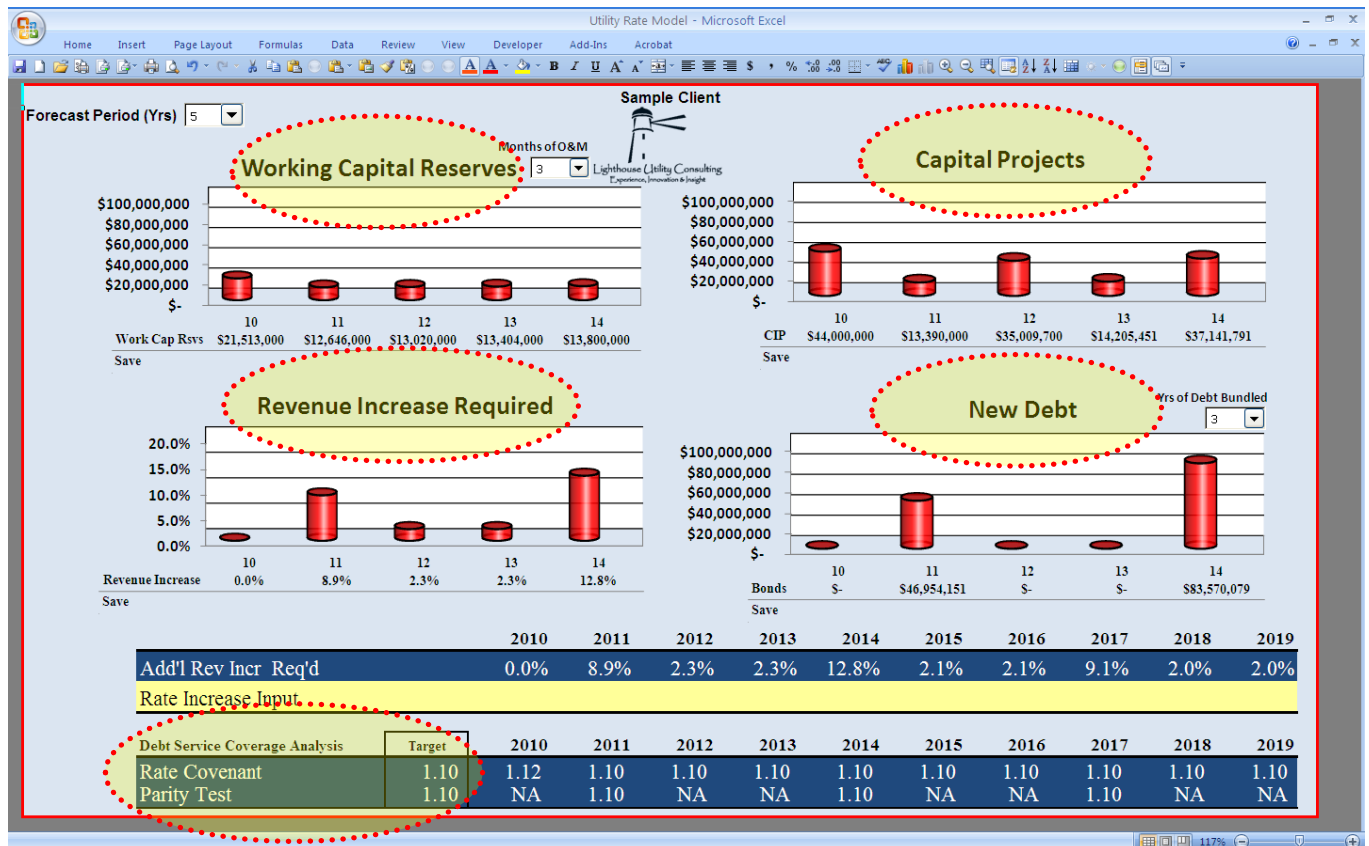 Utility Rate Model - Microsoft Excel
Home Insert Page Layout Formulas Data Review View Developer Add-Ins Acrobat
Sample Client
Forecast Period (Yrs) 5
Months of O&M
3
Lighthouse Utility Consulting
Experience, Innovation & Insight
Working Capital Reserves
$100,000,000
$80,000,000
$60,000,000
$40,000,000
$20,000,000
$-
10 11 12 13 14
Work Cap Rsvs $21,513,000 $12,646,000 $13,020,000 $13,404,000 $13,800,000
Save
Capital Projects
$100,000,000
$80,000,000
$60,000,000
$40,000,000
$20,000,000
$-
10 11 12 13 14
CIP $44,000,000 $13,390,000 $35,009,700 $14,205,451 $37,141,791
Save
Revenue Increase Required
20.0%
15.0%
10.0%
5.0%
0.0%
10 11 12 13 14
Revenue Increase 0.0% 8.9% 2.3% 2.3% 12.8%
Save
New Debt
Yrs of Debt Bundled
3
$100,000,000
$80,000,000
$60,000,000
$40,000,000
$20,000,000
$-
10 11 12 13 14
Bonds $- $46,954,151 $- $- $83,570,079
Save
2010 2011 2012 2013 2014 2015 2016 2017 2018 2019
Add'l Rev Incr Req'd 0.0% 8.9% 2.3% 2.3% 12.8% 2.1% 2.1% 9.1% 2.0% 2.0%
Rate Increase Input
Debt Service Coverage Analysis Target 2010 2011 2012 2013 2014 2015 2016 2017 2018 2019
Rate Covenant 1.10 1.12 1.10 1.10 1.10 1.10 1.10 1.10 1.10 1.10 1.10
Parity Test 1.10 NA 1.10 NA NA 1.10 NA NA 1.10 NA NA
117%